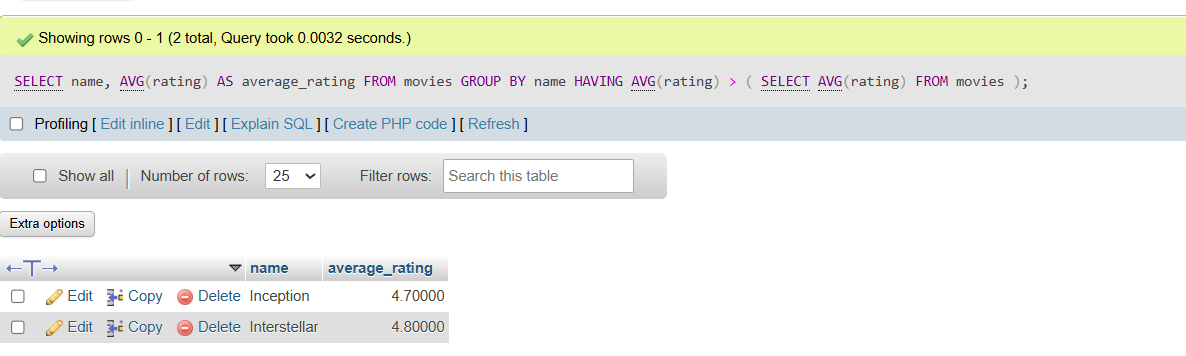 Showing rows 0 - 1 (2 total, Query took 0.0032 seconds.)
SELECT name, AVG(rating) AS average_rating FROM movies GROUP BY name HAVING AVG(rating) > ( SELECT AVG(rating) FROM movies );
Profiling [ Edit inline ] [ Edit ] [ Explain SQL ] [ Create PHP code ] [ Refresh ]
Show all | Number of rows: 25 Filter rows: Search this table
Extra options
←T→ name average_rating
Edit Copy Delete Inception 4.70000
Edit Copy Delete Interstellar 4.80000